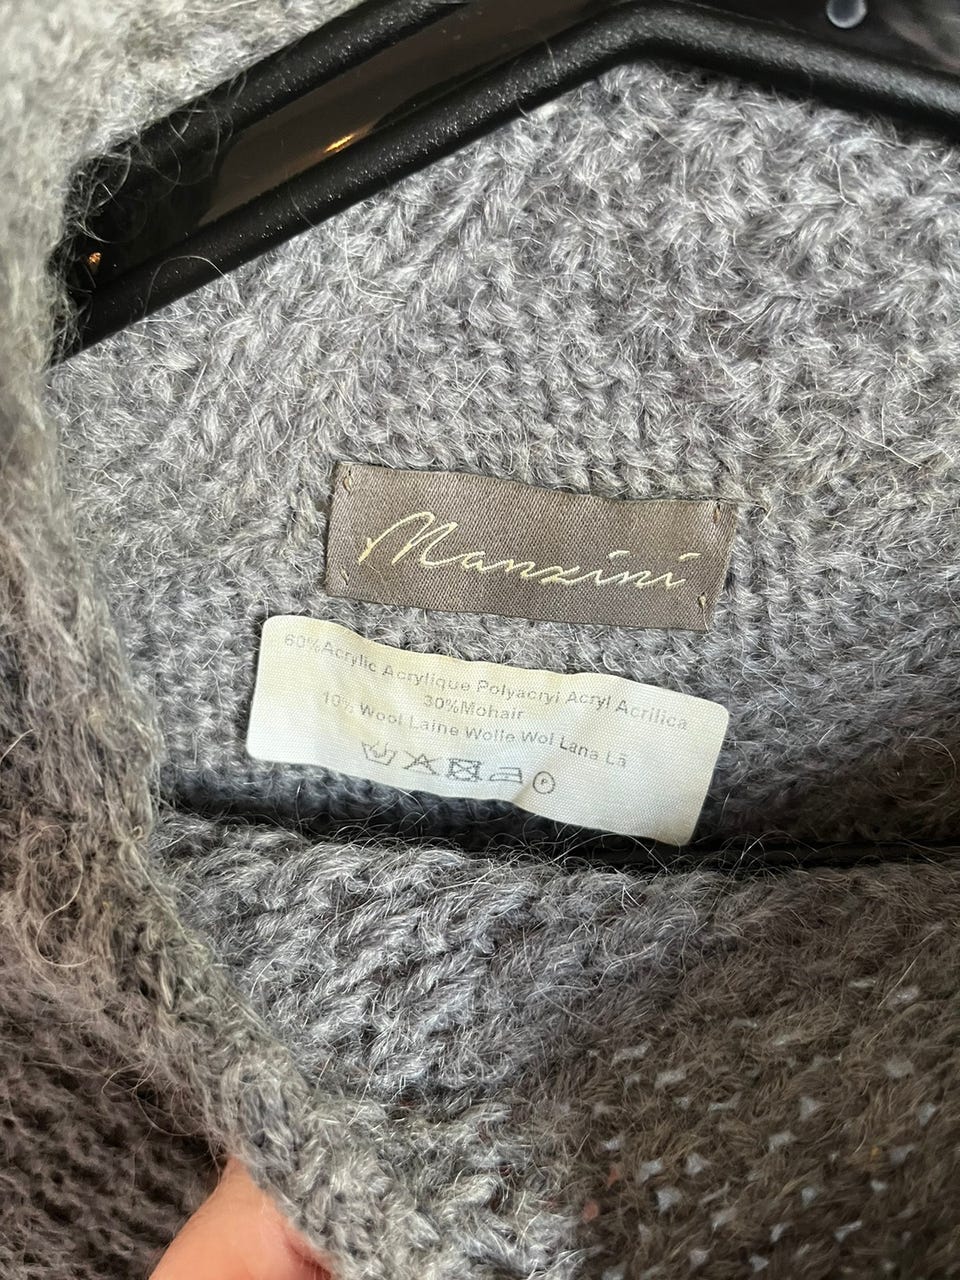 Manzini
60%Acrylic Acrylique Polyacryl Acryl Acrilica
30%Mohair
10% Wool Laine Wolle Wol Lana Lã
P